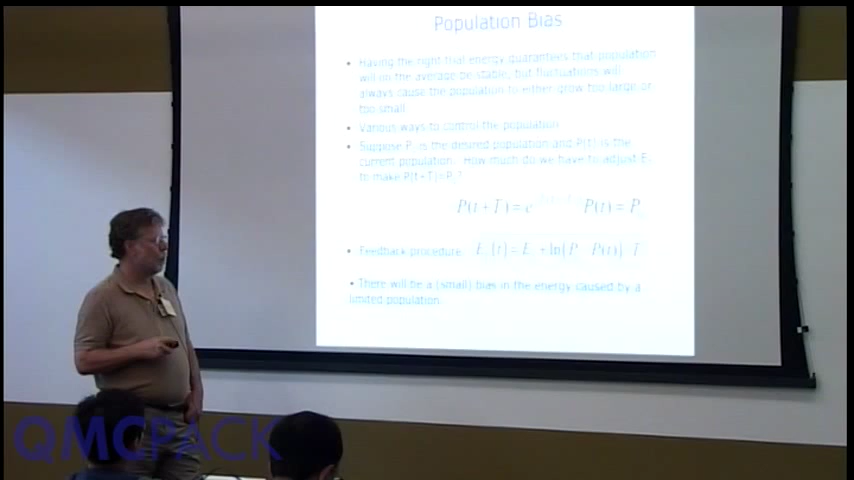 Population Bias
• Having the right trial energy guarantees that population
will on the average be stable, but fluctuations will
always cause the population to either grow too large or
too small.
• Various ways to control the population
• Suppose P is the desired population and P(t) is the
current population. How much do we have to adjust E
to make P(t+T)=P ?
P(t + T) = e P(t) = P
• Feedback procedure: E (t) = E + ln(P P(t)) T
• There will be a (small) bias in the energy caused by a
limited population.
QMCPACK